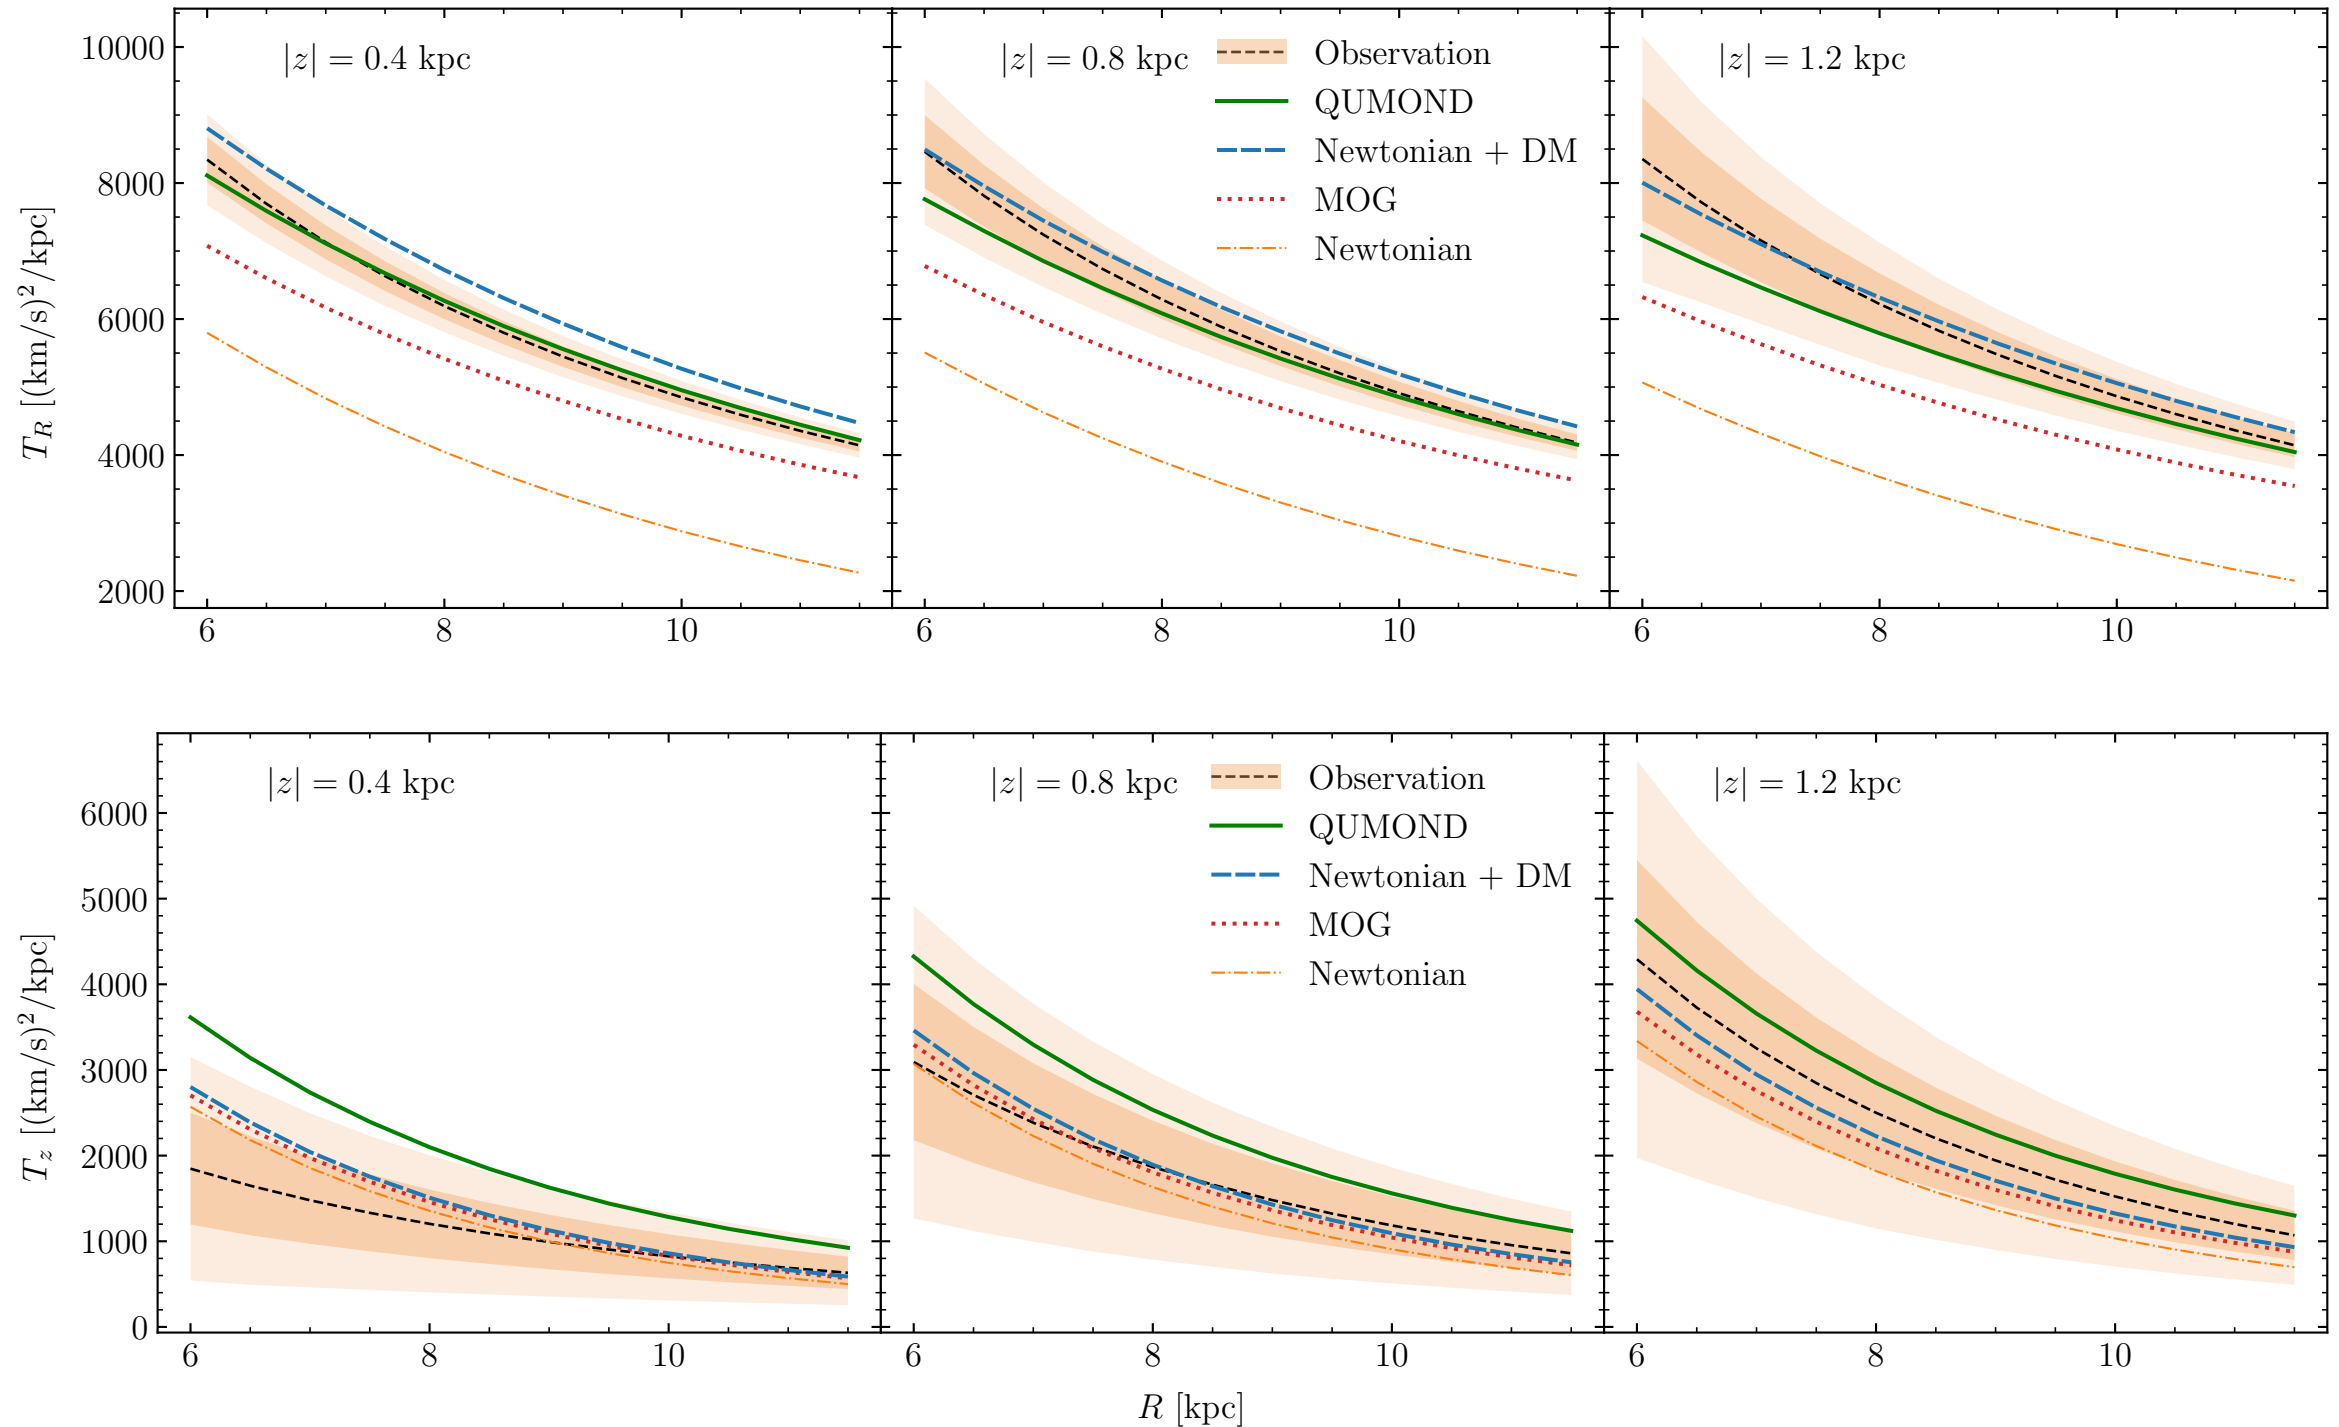 |z| = 0.4 kpc
|z| = 0.8 kpc
|z| = 1.2 kpc
Observation
QUMOND
Newtonian + DM
MOG
Newtonian
T_R [(km/s)²/kpc]
10000
8000
6000
4000
2000
6 8 10
6 8 10
6 8 10
|z| = 0.4 kpc
|z| = 0.8 kpc
|z| = 1.2 kpc
Observation
QUMOND
Newtonian + DM
MOG
Newtonian
T_z [(km/s)²/kpc]
6000
5000
4000
3000
2000
1000
0
6 8 10
6 8 10
6 8 10
R [kpc]